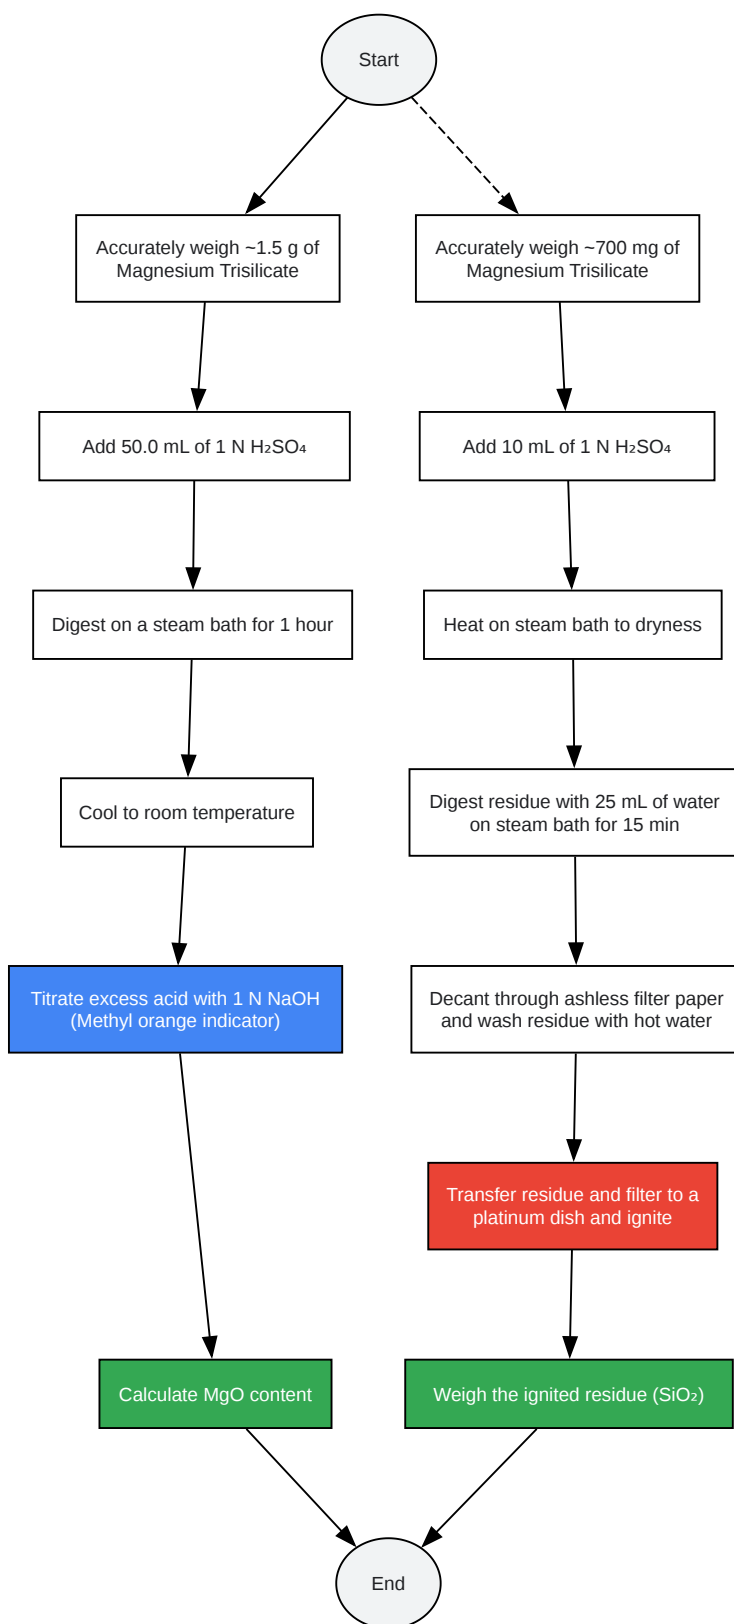 Start
Accurately weigh ~1.5 g of
Magnesium Trisilicate
Accurately weigh ~700 mg of
Magnesium Trisilicate
Add 50.0 mL of 1 N H₂SO₄
Add 10 mL of 1 N H₂SO₄
Digest on a steam bath for 1 hour
Heat on steam bath to dryness
Cool to room temperature
Digest residue with 25 mL of water
on steam bath for 15 min
Titrate excess acid with 1 N NaOH
(Methyl orange indicator)
Decant through ashless filter paper
and wash residue with hot water
Transfer residue and filter to a
platinum dish and ignite
Calculate MgO content
Weigh the ignited residue (SiO₂)
End